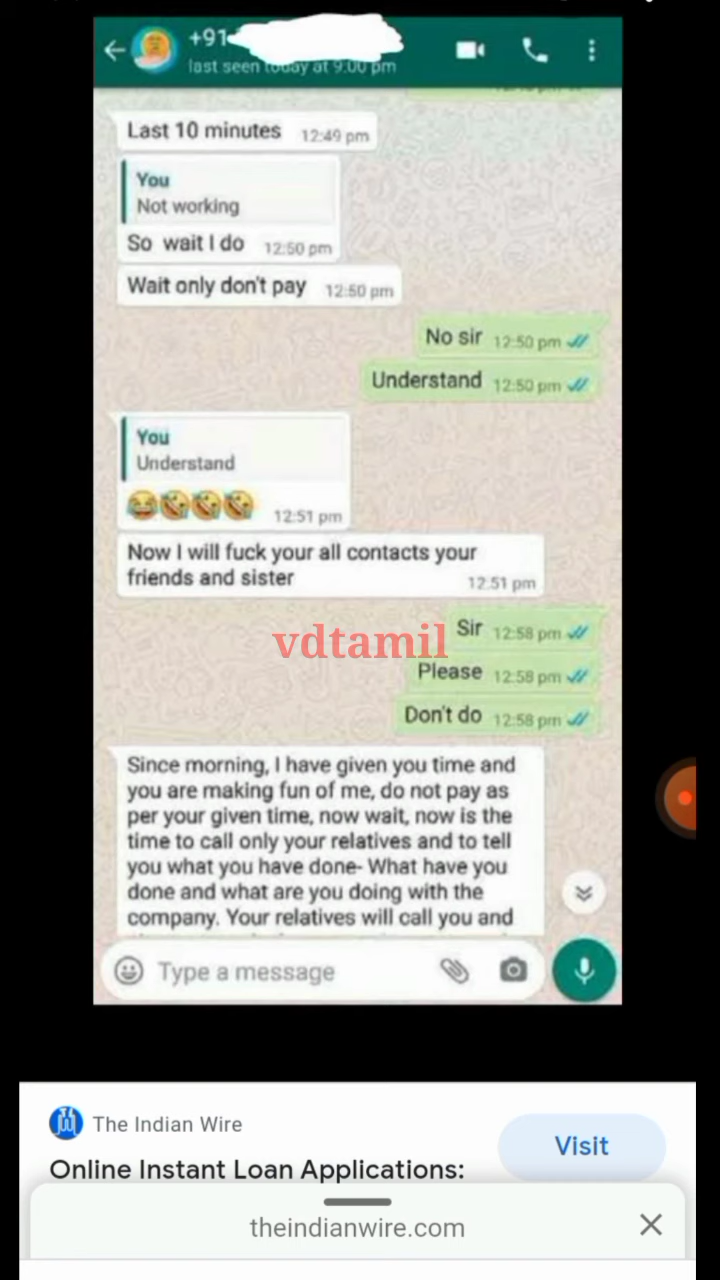 +91
last seen today at 9:00 pm
Last 10 minutes 12:49 pm
You
Not working
So wait I do 12:50 pm
Wait only don't pay 12:50 pm
No sir 12:50 pm
Understand 12:50 pm
You
Understand
12:51 pm
Now I will fuck your all contacts your
friends and sister 12:51 pm
vdtamil
Sir 12:58 pm
Please 12:58 pm
Don't do 12:58 pm
Since morning, I have given you time and
you are making fun of me, do not pay as
per your given time, now wait, now is the
time to call only your relatives and to tell
you what you have done- What have you
done and what are you doing with the
company. Your relatives will call you and
Type a message
The Indian Wire
Visit
Online Instant Loan Applications:
theindianwire.com